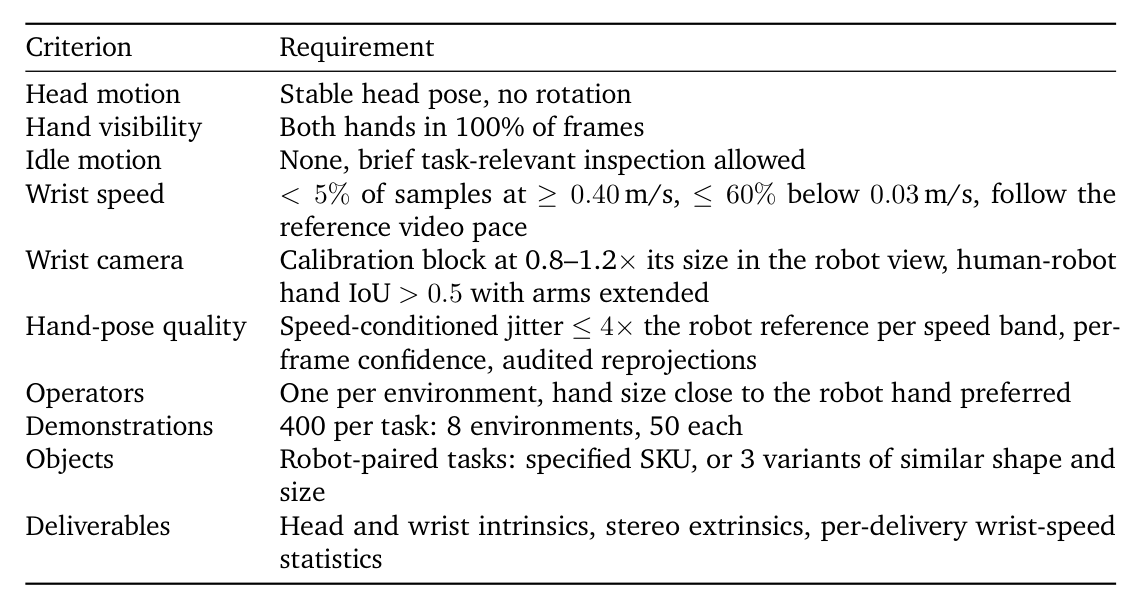 Criterion Requirement
Head motion Stable head pose, no rotation
Hand visibility Both hands in 100% of frames
Idle motion None, brief task-relevant inspection allowed
Wrist speed < 5% of samples at ≥ 0.40 m/s, ≤ 60% below 0.03 m/s, follow the
reference video pace
Wrist camera Calibration block at 0.8–1.2× its size in the robot view, human-robot
hand IoU > 0.5 with arms extended
Hand-pose quality Speed-conditioned jitter ≤ 4× the robot reference per speed band, per-
frame confidence, audited reprojections
Operators One per environment, hand size close to the robot hand preferred
Demonstrations 400 per task: 8 environments, 50 each
Objects Robot-paired tasks: specified SKU, or 3 variants of similar shape and
size
Deliverables Head and wrist intrinsics, stereo extrinsics, per-delivery wrist-speed
statistics